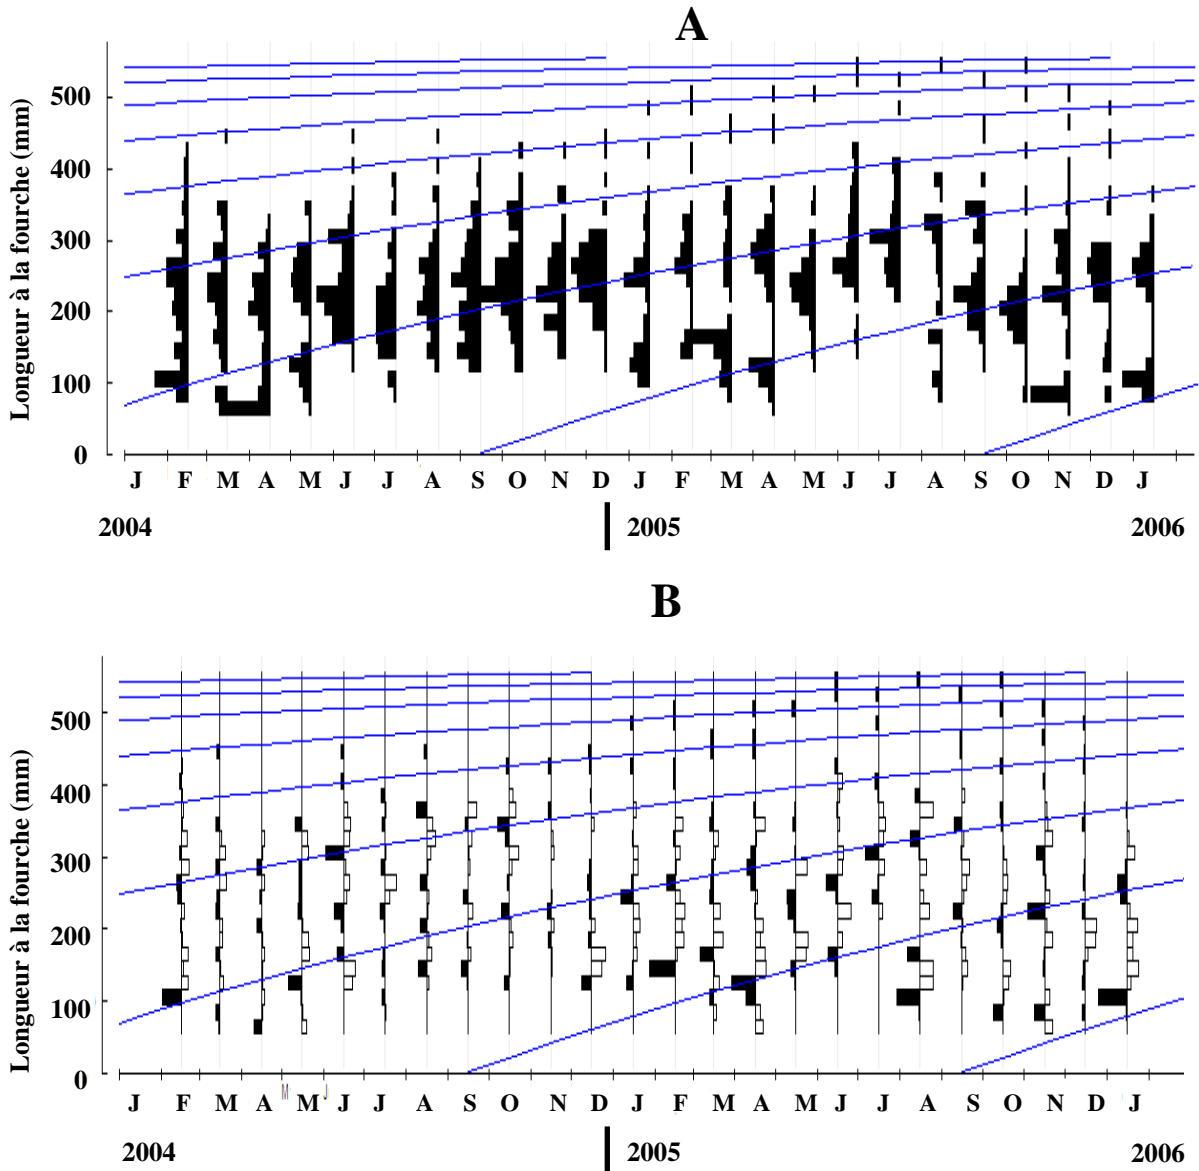 A
Longueur à la fourche (mm)
500
400
300
200
100
0
J F M A M J J A S O N D J F M A M J J A S O N D J
2004 2005 2006
B
Longueur à la fourche (mm)
500
400
300
200
100
0
M J
J F M A M J J A S O N D J F M A M J J A S O N D J
2004 2005 2006